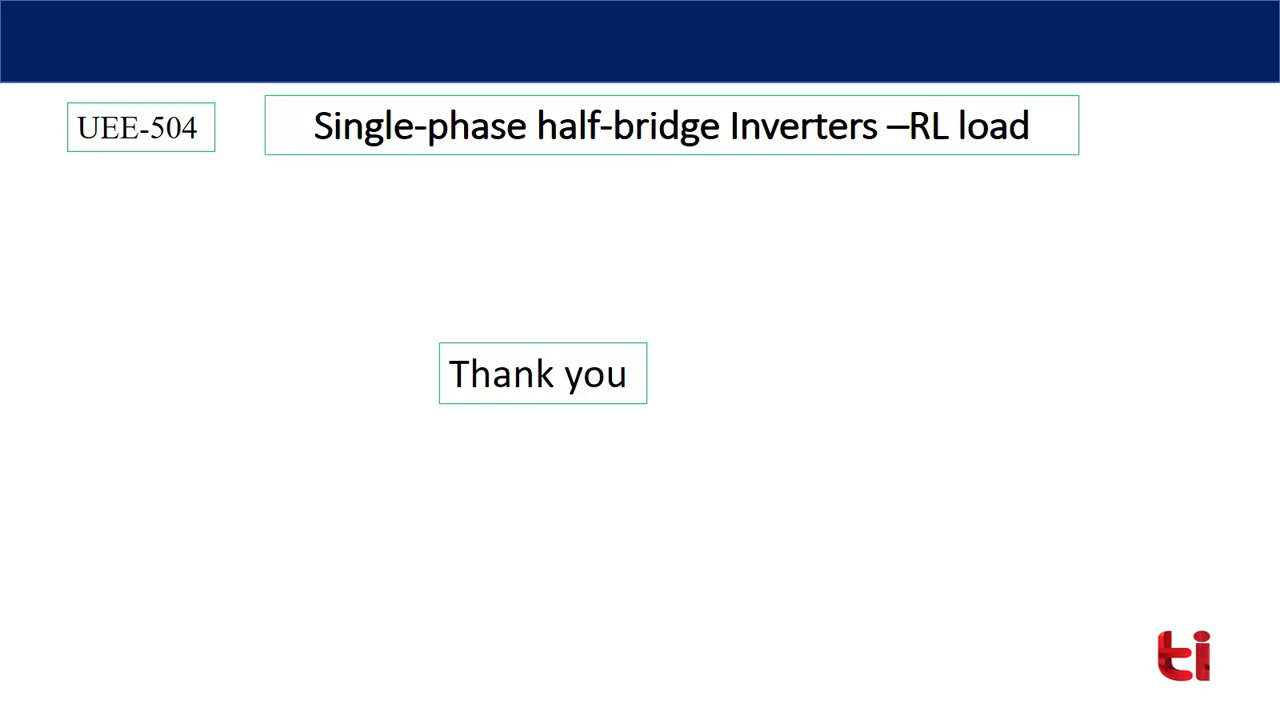 UEE-504
Single-phase half-bridge Inverters –RL load
Thank you
ti